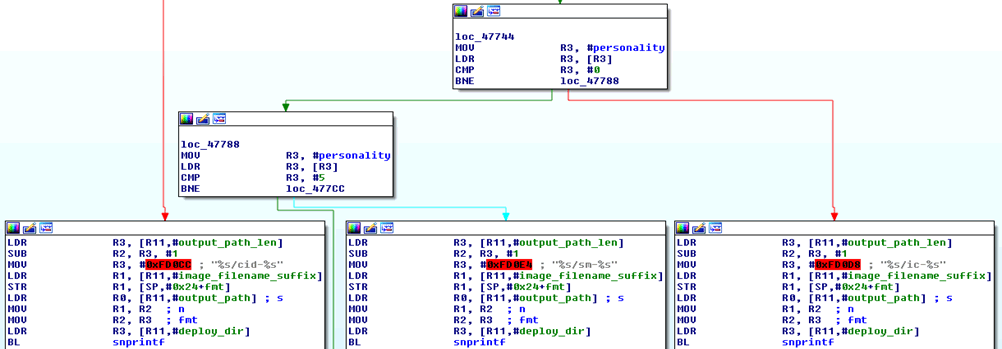 loc_47744
MOV R3, #personality
LDR R3, [R3]
CMP R3, #0
BNE loc_47788
loc_47788
MOV R3, #personality
LDR R3, [R3]
CMP R3, #5
BNE loc_477CC
LDR R3, [R11,#output_path_len]
SUB R2, R3, #1
MOV R3, #0xFD0CC ; "%s/cid-%s"
LDR R1, [R11,#image_filename_suffix]
STR R1, [SP,#0x24+fmt]
LDR R0, [R11,#output_path] ; s
MOV R1, R2 ; n
MOV R2, R3 ; fmt
LDR R3, [R11,#deploy_dir]
BL snprintf
LDR R3, [R11,#output_path_len]
SUB R2, R3, #1
MOV R3, #0xFD0E4 ; "%s/sm-%s"
LDR R1, [R11,#image_filename_suffix]
STR R1, [SP,#0x24+fmt]
LDR R0, [R11,#output_path] ; s
MOV R1, R2 ; n
MOV R2, R3 ; fmt
LDR R3, [R11,#deploy_dir]
BL snprintf
LDR R3, [R11,#output_path_len]
SUB R2, R3, #1
MOV R3, #0xFD0D8 ; "%s/ic-%s"
LDR R1, [R11,#image_filename_suffix]
STR R1, [SP,#0x24+fmt]
LDR R0, [R11,#output_path] ; s
MOV R1, R2 ; n
MOV R2, R3 ; fmt
LDR R3, [R11,#deploy_dir]
BL snprintf